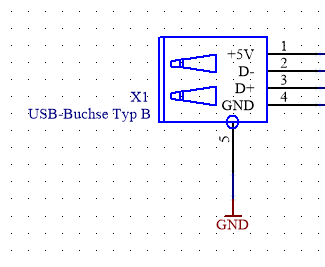 +5V 1
D- 2
X1 D+ 3
USB-Buchse Typ B GND 4
5
GND